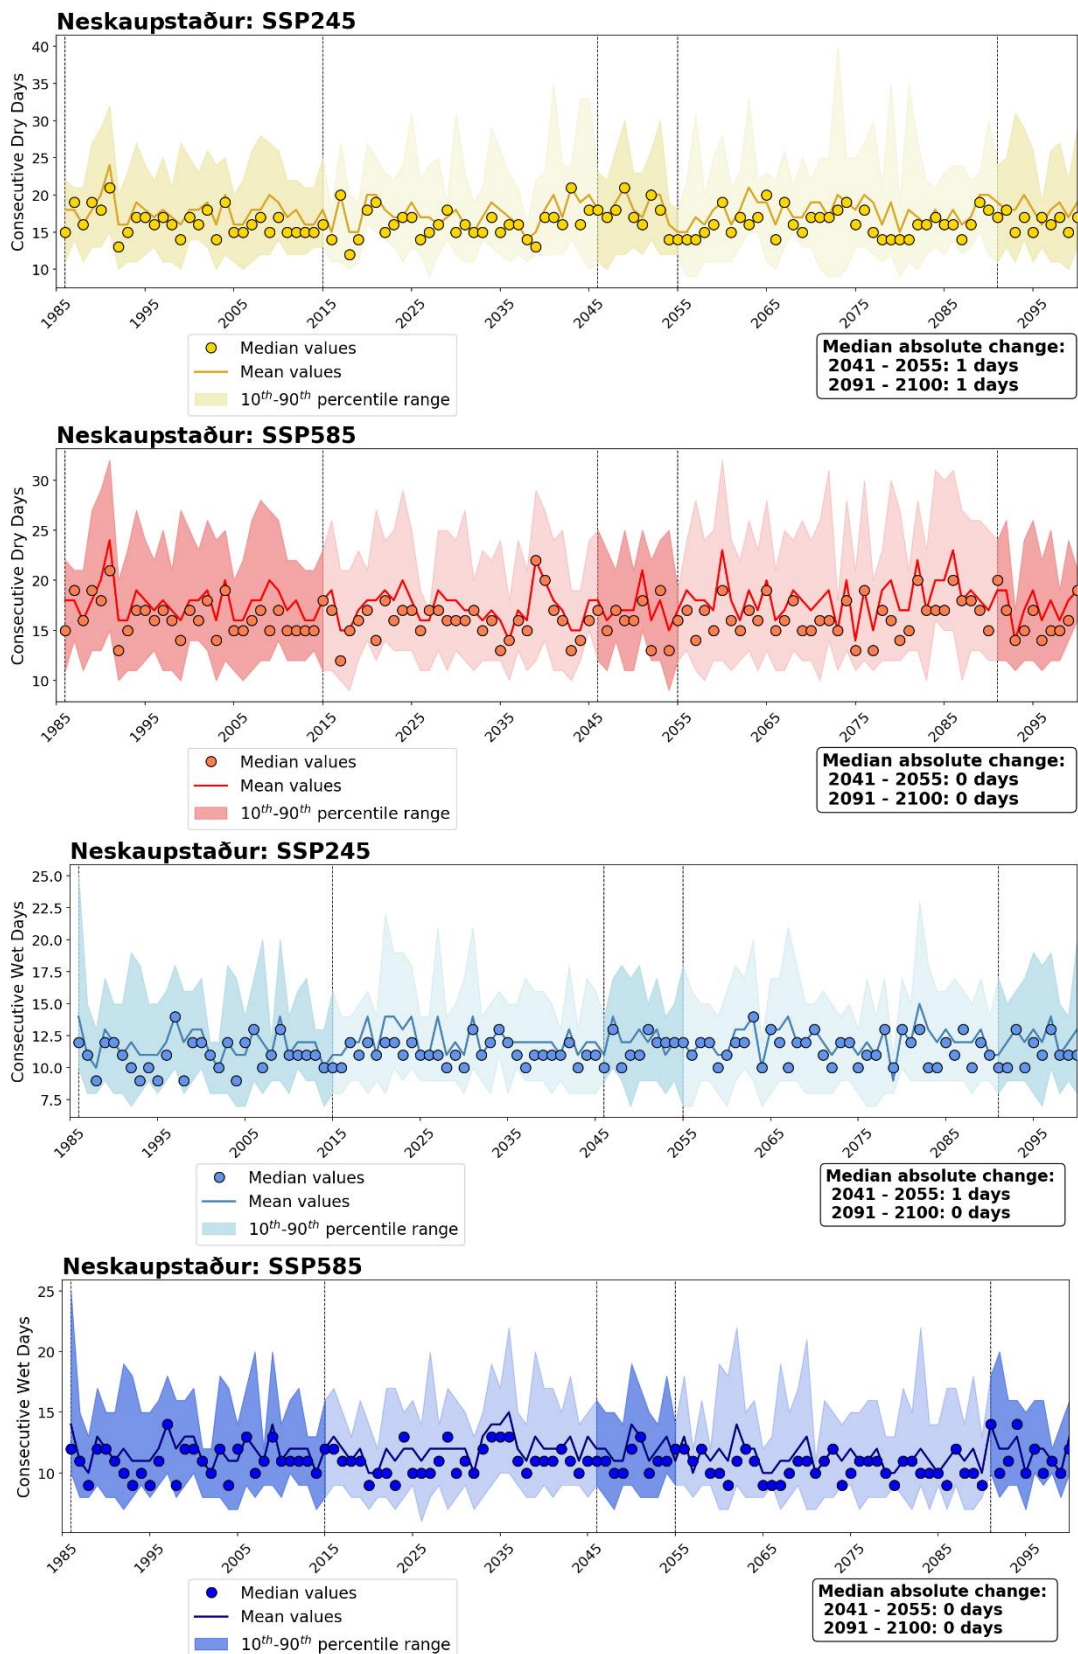 Neskaupstaður: SSP245
Consecutive Dry Days
40
35
30
25
20
15
10
1985
1995
2005
2015
2025
2035
2045
2055
2065
2075
2085
2095
Median values
Mean values
10th-90th percentile range
Median absolute change:
2041 - 2055: 1 days
2091 - 2100: 1 days
Neskaupstaður: SSP585
Consecutive Dry Days
30
25
20
15
10
1985
1995
2005
2015
2025
2035
2045
2055
2065
2075
2085
2095
Median values
Mean values
10th-90th percentile range
Median absolute change:
2041 - 2055: 0 days
2091 - 2100: 0 days
Neskaupstaður: SSP245
Consecutive Wet Days
25.0
22.5
20.0
17.5
15.0
12.5
10.0
7.5
1985
1995
2005
2015
2025
2035
2045
2055
2065
2075
2085
2095
Median values
Mean values
10th-90th percentile range
Median absolute change:
2041 - 2055: 1 days
2091 - 2100: 0 days
Neskaupstaður: SSP585
Consecutive Wet Days
25
20
15
10
1985
1995
2005
2015
2025
2035
2045
2055
2065
2075
2085
2095
Median values
Mean values
10th-90th percentile range
Median absolute change:
2041 - 2055: 0 days
2091 - 2100: 0 days